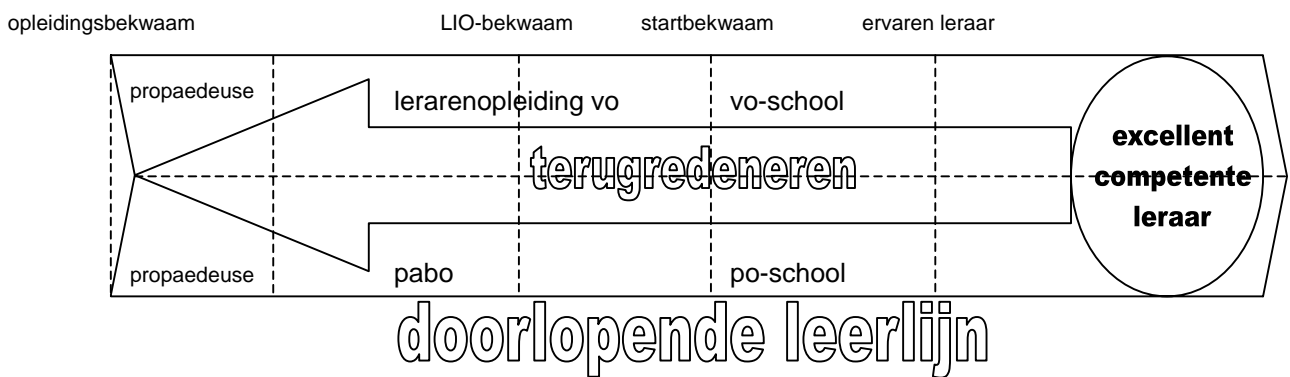 opleidingsbekwaam LIO-bekwaam startbekwaam ervaren leraar
propaedeuse
lerarenopleiding vo vo-school
terugredeneren
excellent
competente
leraar
propaedeuse pabo po-school
doorlopende leerlijn